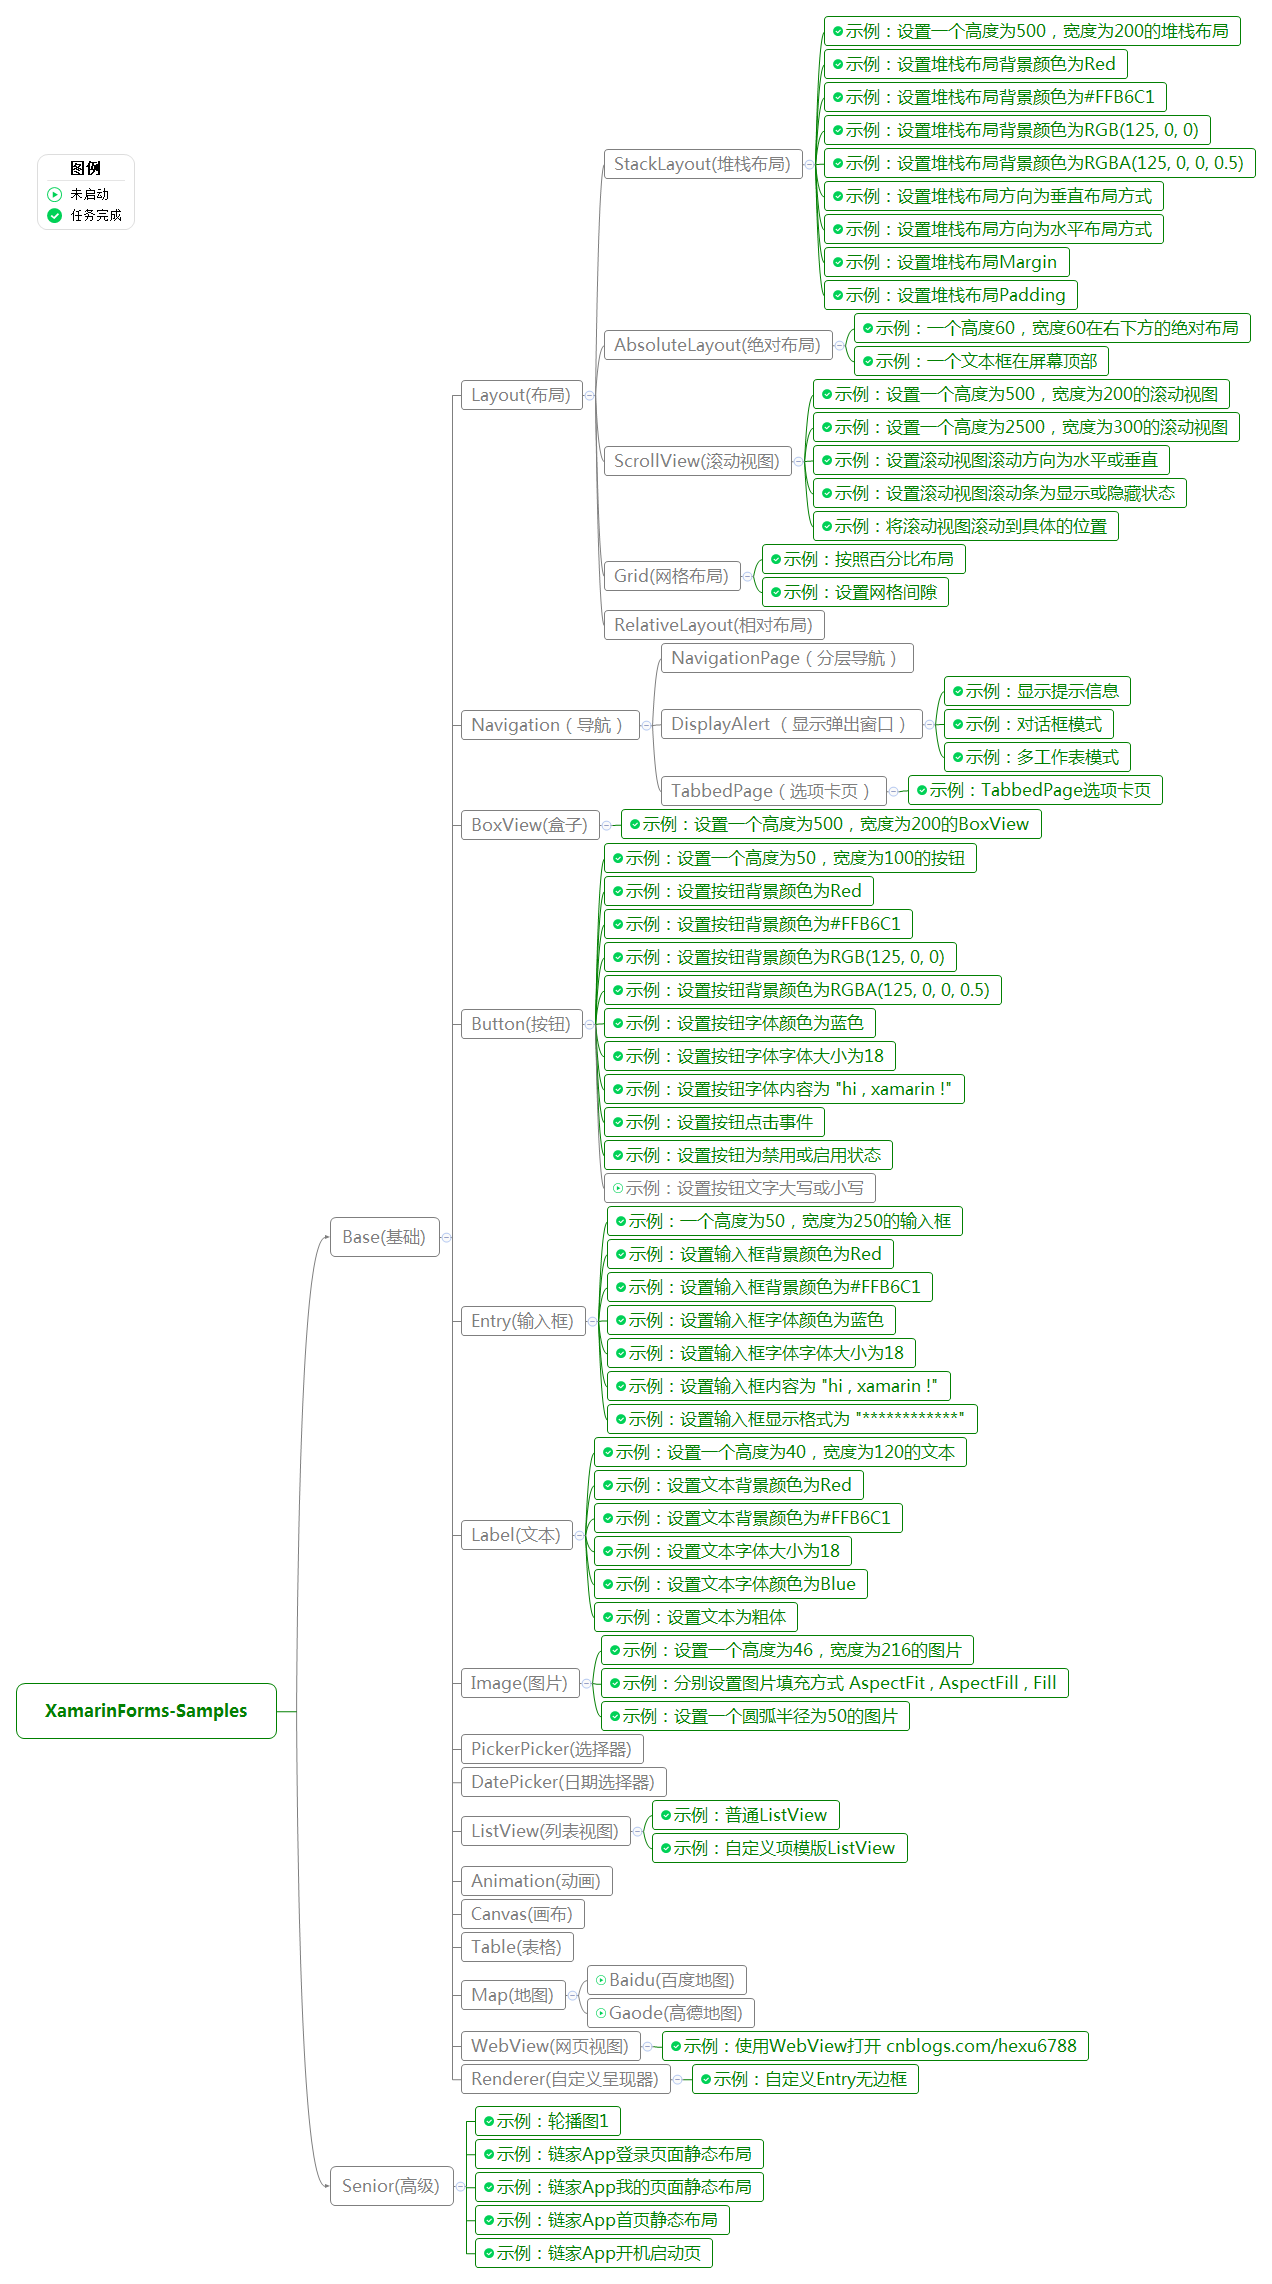 图例
未启动
任务完成
XamarinForms-Samples
Base(基础)
Layout(布局)
StackLayout(堆栈布局)
示例：设置一个高度为500，宽度为200的堆栈布局
示例：设置堆栈布局背景颜色为Red
示例：设置堆栈布局背景颜色为#FFB6C1
示例：设置堆栈布局背景颜色为RGB(125, 0, 0)
示例：设置堆栈布局背景颜色为RGBA(125, 0, 0, 0.5)
示例：设置堆栈布局方向为垂直布局方式
示例：设置堆栈布局方向为水平布局方式
示例：设置堆栈布局Margin
示例：设置堆栈布局Padding
AbsoluteLayout(绝对布局)
示例：一个高度60，宽度60在右下方的绝对布局
示例：一个文本框在屏幕顶部
ScrollView(滚动视图)
示例：设置一个高度为500，宽度为200的滚动视图
示例：设置一个高度为2500，宽度为300的滚动视图
示例：设置滚动视图滚动方向为水平或垂直
示例：设置滚动视图滚动条为显示或隐藏状态
示例：将滚动视图滚动到具体的位置
Grid(网格布局)
示例：按照百分比布局
示例：设置网格间隙
RelativeLayout(相对布局)
Navigation（导航）
NavigationPage（分层导航）
DisplayAlert （显示弹出窗口）
示例：显示提示信息
示例：对话框模式
示例：多工作表模式
TabbedPage（选项卡页）
示例：TabbedPage选项卡页
BoxView(盒子)
示例：设置一个高度为500，宽度为200的BoxView
Button(按钮)
示例：设置一个高度为50，宽度为100的按钮
示例：设置按钮背景颜色为Red
示例：设置按钮背景颜色为#FFB6C1
示例：设置按钮背景颜色为RGB(125, 0, 0)
示例：设置按钮背景颜色为RGBA(125, 0, 0, 0.5)
示例：设置按钮字体颜色为蓝色
示例：设置按钮字体字体大小为18
示例：设置按钮字体内容为 "hi , xamarin !"
示例：设置按钮点击事件
示例：设置按钮为禁用或启用状态
示例：设置按钮文字大写或小写
Entry(输入框)
示例：一个高度为50，宽度为250的输入框
示例：设置输入框背景颜色为Red
示例：设置输入框背景颜色为#FFB6C1
示例：设置输入框字体颜色为蓝色
示例：设置输入框字体字体大小为18
示例：设置输入框内容为 "hi , xamarin !"
示例：设置输入框显示格式为 "************"
Label(文本)
示例：设置一个高度为40，宽度为120的文本
示例：设置文本背景颜色为Red
示例：设置文本背景颜色为#FFB6C1
示例：设置文本字体大小为18
示例：设置文本字体颜色为Blue
示例：设置文本为粗体
Image(图片)
示例：设置一个高度为46，宽度为216的图片
示例：分别设置图片填充方式 AspectFit , AspectFill , Fill
示例：设置一个圆弧半径为50的图片
PickerPicker(选择器)
DatePicker(日期选择器)
ListView(列表视图)
示例：普通ListView
示例：自定义项模版ListView
Animation(动画)
Canvas(画布)
Table(表格)
Map(地图)
Baidu(百度地图)
Gaode(高德地图)
WebView(网页视图)
示例：使用WebView打开 cnblogs.com/hexu6788
Renderer(自定义呈现器)
示例：自定义Entry无边框
Senior(高级)
示例：轮播图1
示例：链家App登录页面静态布局
示例：链家App我的页面静态布局
示例：链家App首页静态布局
示例：链家App开机启动页